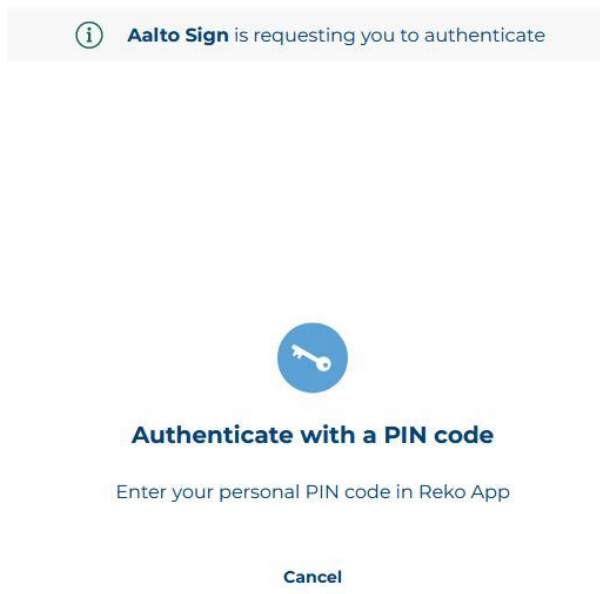 Aalto Sign is requesting you to authenticate
Authenticate with a PIN code
Enter your personal PIN code in Reko App
Cancel